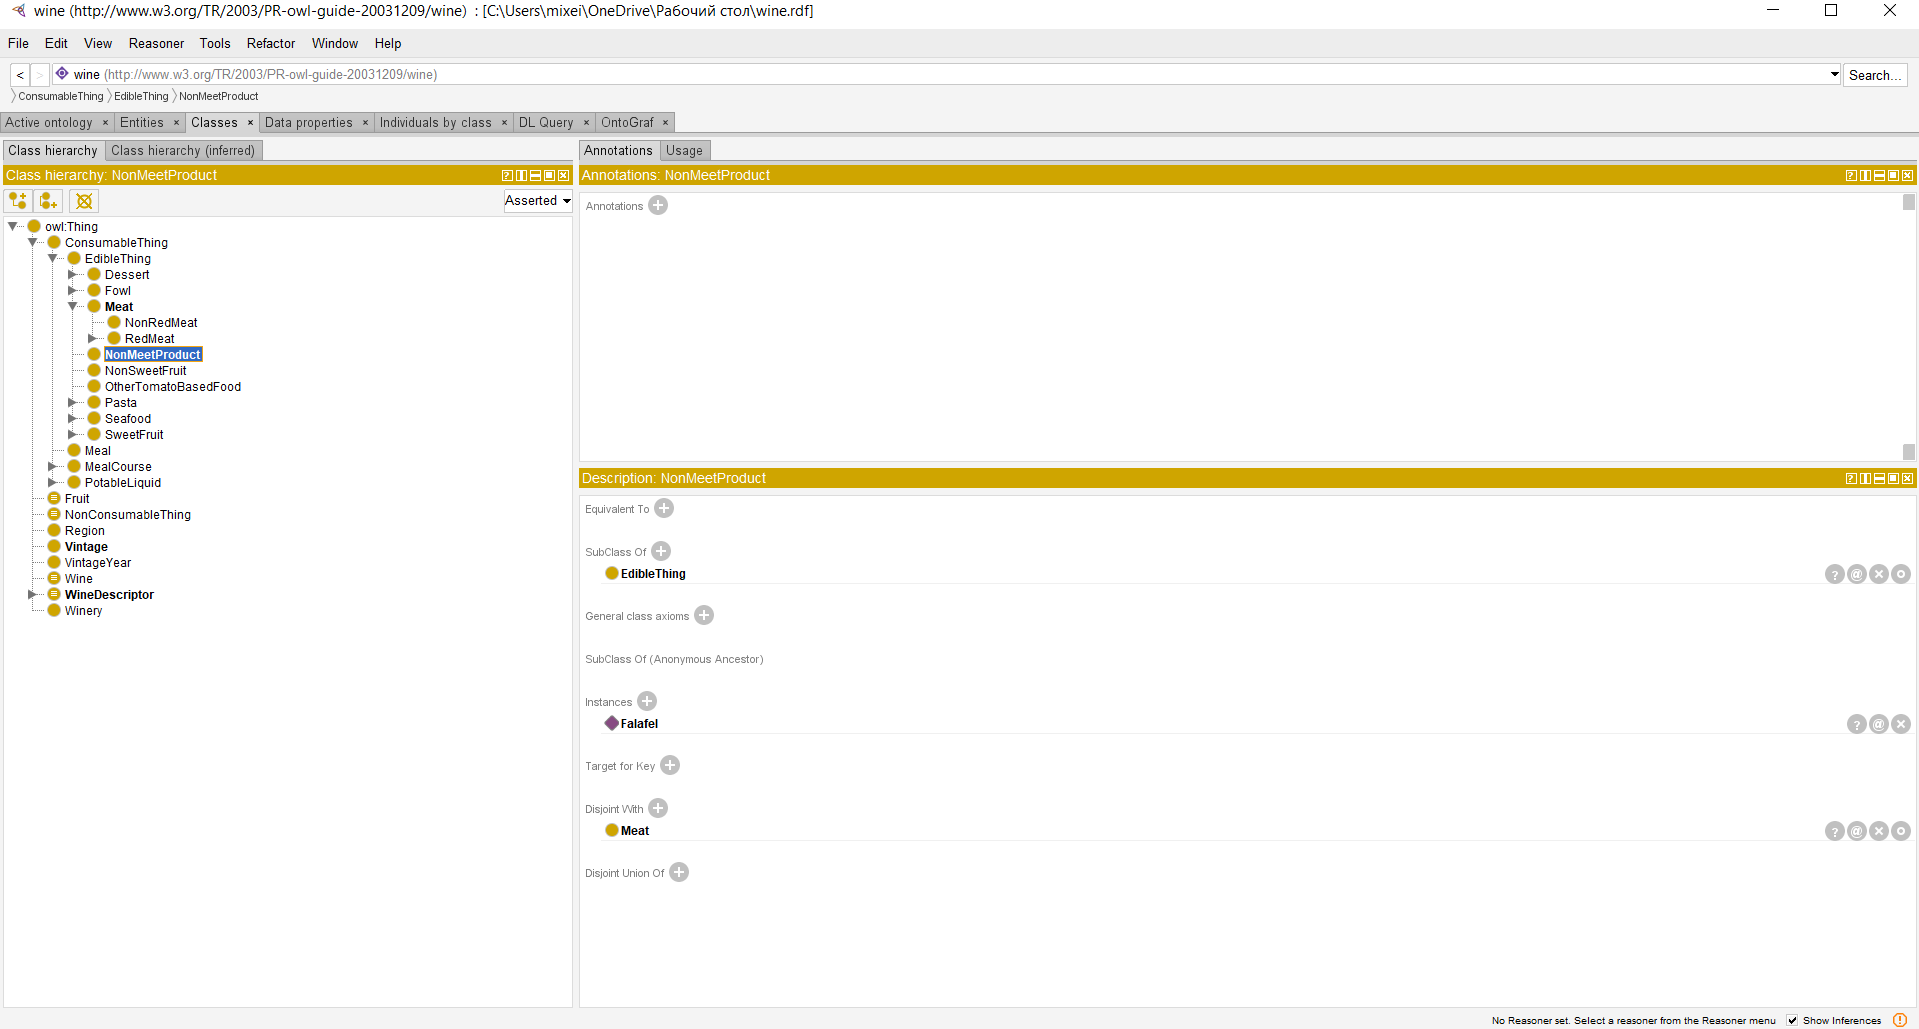 wine (http://www.w3.org/TR/2003/PR-owl-guide-20031209/wine)  : [C:\Users\mixei\OneDrive\Рабочий стол\wine.rdf]
File Edit View Reasoner Tools Refactor Window Help
< > wine (http://www.w3.org/TR/2003/PR-owl-guide-20031209/wine) Search...
ConsumableThing EdibleThing NonMeetProduct
Active ontology × Entities × Classes × Data properties × Individuals by class × DL Query × OntoGraf ×
Class hierarchy Class hierarchy (inferred)
Class hierarchy: NonMeetProduct
Asserted
owl:Thing
ConsumableThing
EdibleThing
Dessert
Fowl
Meat
NonRedMeat
RedMeat
NonMeetProduct
NonSweetFruit
OtherTomatoBasedFood
Pasta
Seafood
SweetFruit
Meal
MealCourse
PotableLiquid
Fruit
NonConsumableThing
Region
Vintage
VintageYear
Wine
WineDescriptor
Winery
Annotations Usage
Annotations: NonMeetProduct
Annotations
Description: NonMeetProduct
Equivalent To
SubClass Of
EdibleThing
General class axioms
SubClass Of (Anonymous Ancestor)
Instances
Falafel
Target for Key
Disjoint With
Meat
Disjoint Union Of
No Reasoner set. Select a reasoner from the Reasoner menu Show Inferences